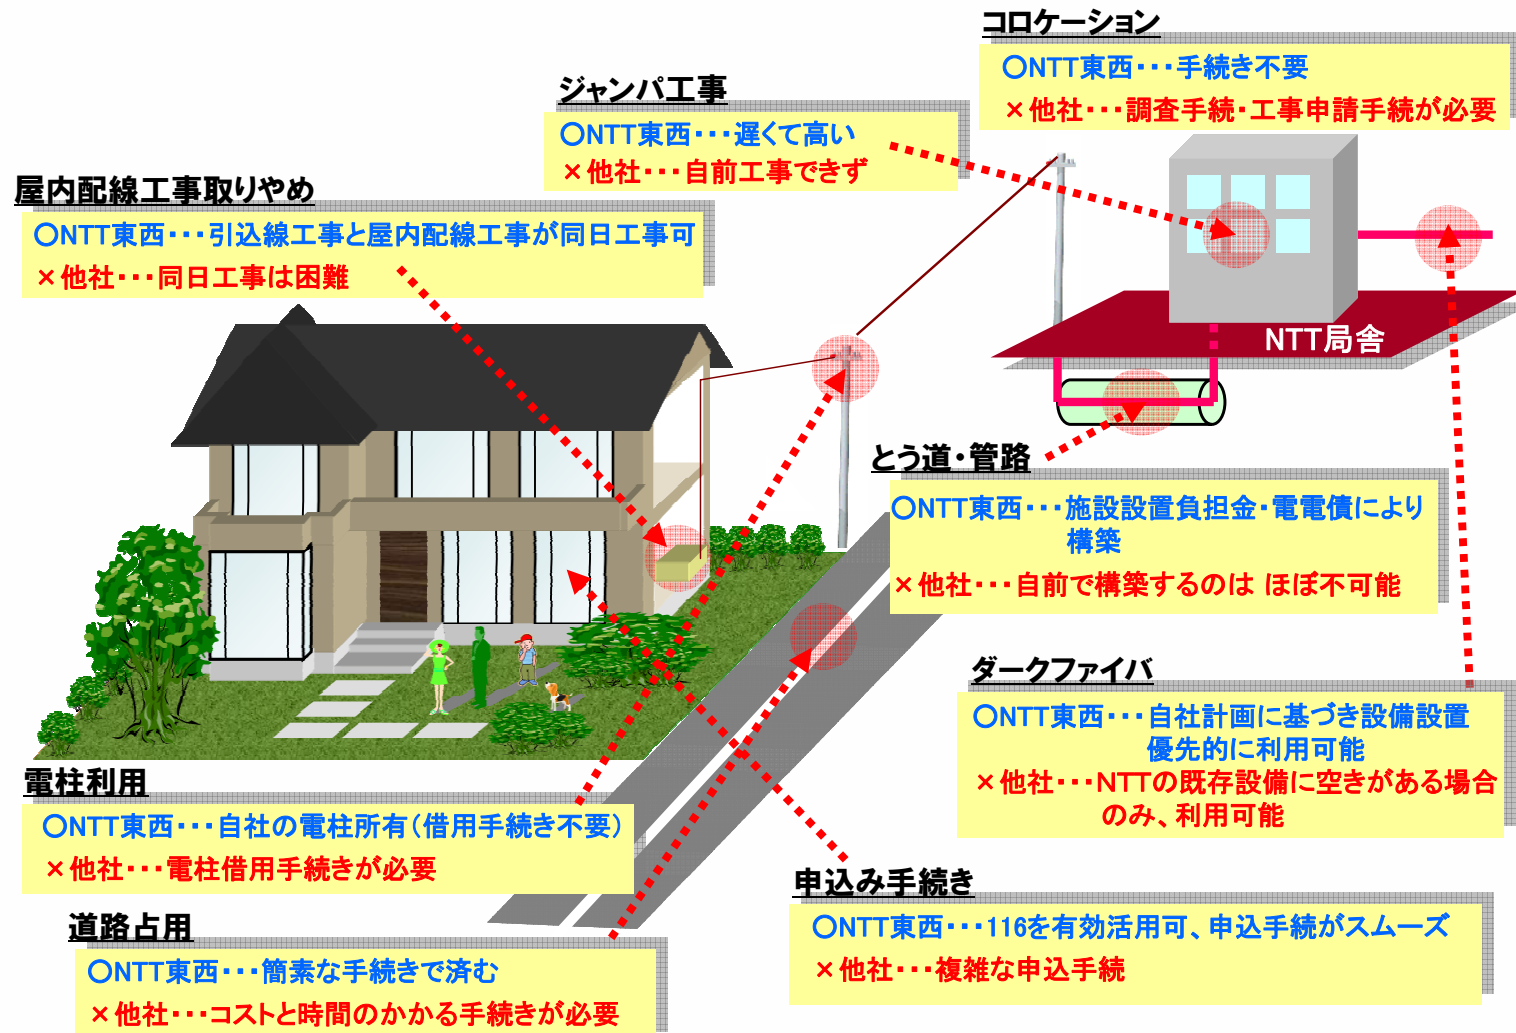 コロケーション
○NTT東西・・・手続き不要
×他社・・・調査手続・工事申請手続が必要
ジャンパ工事
○NTT東西・・・遅くて高い
×他社・・・自前工事できず
屋内配線工事取りやめ
○NTT東西・・・引込線工事と屋内配線工事が同日工事可
×他社・・・同日工事は困難
NTT局舎
とう道・管路
○NTT東西・・・施設設置負担金・電電債により
構築
×他社・・・自前で構築するのは ほぼ不可能
ダークファイバ
○NTT東西・・・自社計画に基づき設備設置
優先的に利用可能
×他社・・・NTTの既存設備に空きがある場合
のみ、利用可能
電柱利用
○NTT東西・・・自社の電柱所有(借用手続き不要)
×他社・・・電柱借用手続きが必要
申込み手続き
○NTT東西・・・116を有効活用可、申込手続がスムーズ
×他社・・・複雑な申込手続
道路占用
○NTT東西・・・簡素な手続きで済む
×他社・・・コストと時間のかかる手続きが必要